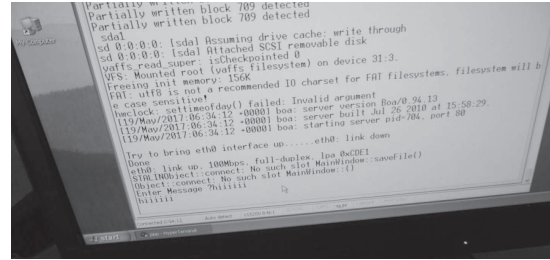 Partially written block 709 detected
Partially written block 709 detected
sda1
sd 0:0:0:0: [sda] Assuming drive cache: write through
sd 0:0:0:0: [sda] Attached SCSI removable disk
yaffs_read_super: isCheckpointed 0
VFS: Mounted root (yaffs filesystem) on device 31:3.
Freeing init memory: 156K
FAT: utf8 is not a recommended IO charset for FAT filesystems, filesystem will b
e case sensitive!
hwclock: settimeofday() failed: Invalid argument
[19/May/2017:06:34:12 +0000] boa: server version Boa/0.94.13
[19/May/2017:06:34:12 +0000] boa: server built Jul 26 2010 at 15:58:29.
[19/May/2017:06:34:12 +0000] boa: starting server pid=704, port 80
Try to bring eth0 interface up......eth0: link down
Done
eth0: link up, 100Mbps, full-duplex, lpa 0xCDE1
STALINObject::connect: No such slot MainWindow::saveFile()
Object::connect: No such slot MainWindow::()
Enter Message ?hiiiiii
hiiiiii
My Computer
Auto detect
NUM
start